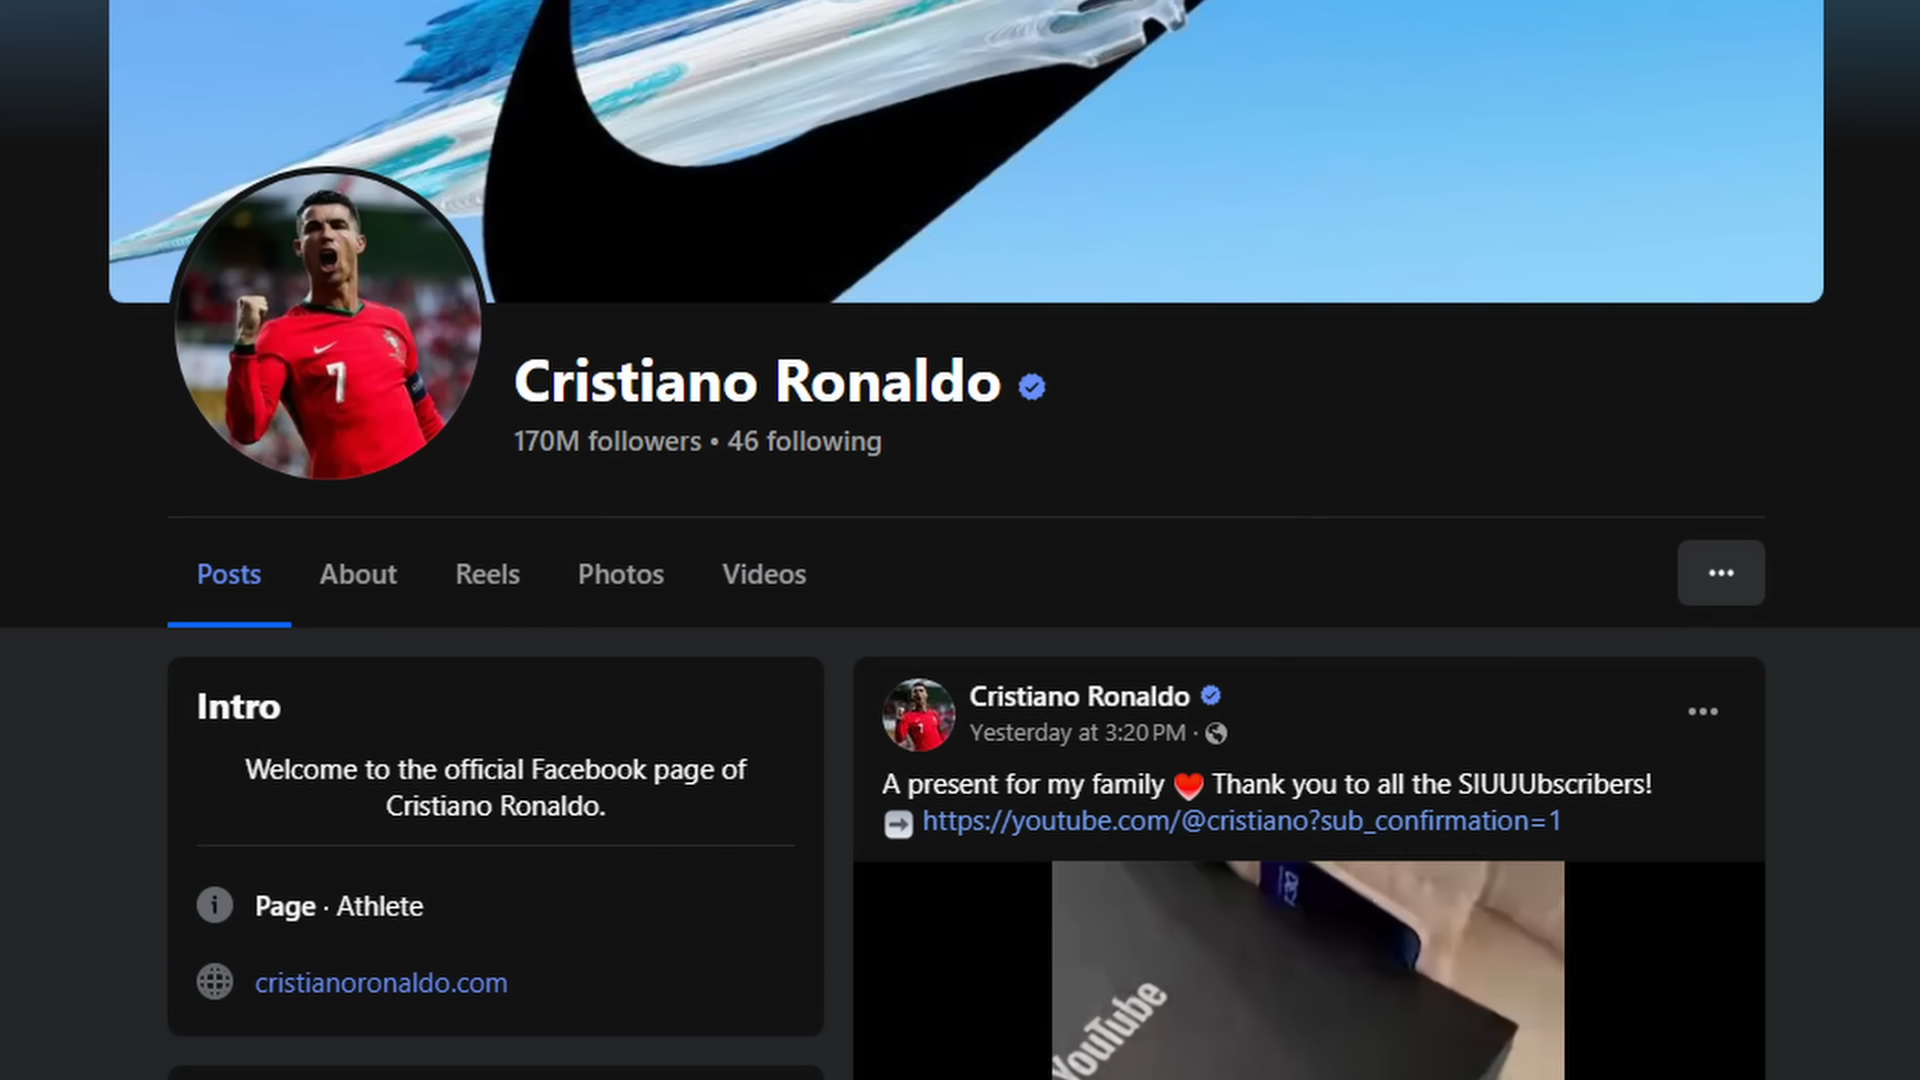 7
Cristiano Ronaldo
170M followers • 46 following
Posts
About
Reels
Photos
Videos
Intro
Welcome to the official Facebook page of
Cristiano Ronaldo.
Page · Athlete
cristianoronaldo.com
Cristiano Ronaldo
Yesterday at 3:20 PM ·
A present for my family ❤️ Thank you to all the SIUUUbscribers!
➡️ https://youtube.com/@cristiano?sub_confirmation=1
YouTube